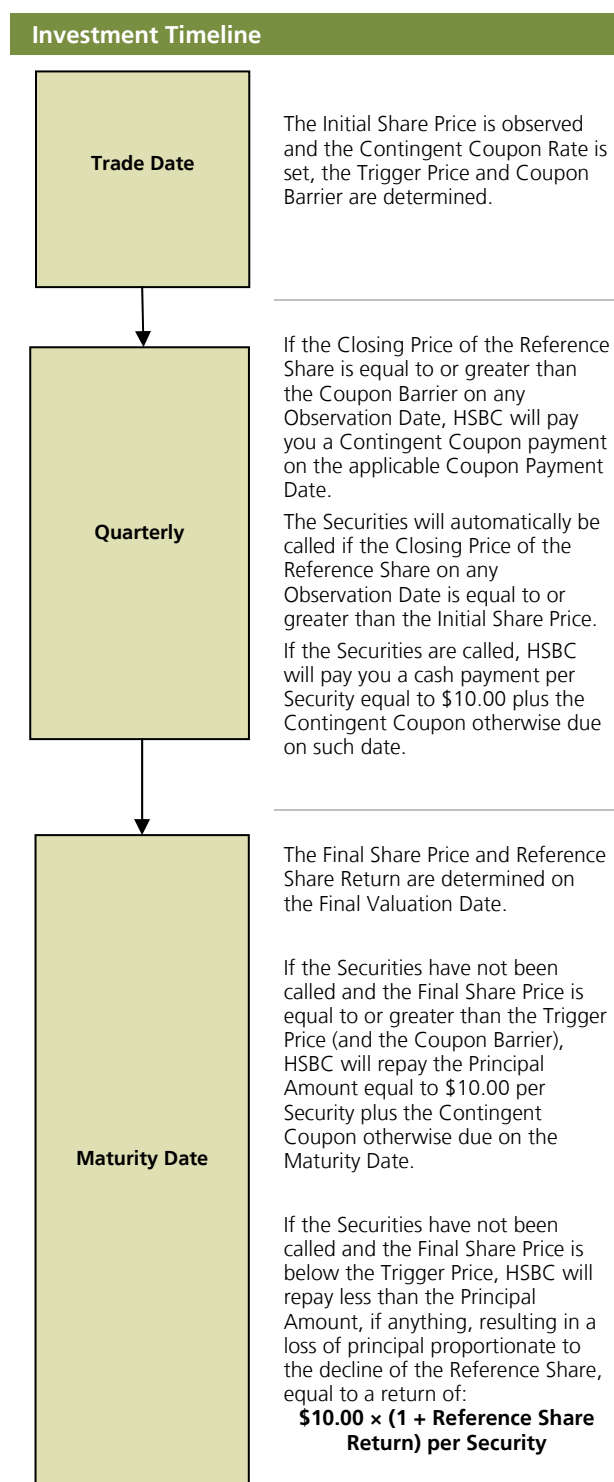 Investment Timeline
Trade Date
The Initial Share Price is observed
and the Contingent Coupon Rate is
set, the Trigger Price and Coupon
Barrier are determined.
Quarterly
If the Closing Price of the Reference
Share is equal to or greater than
the Coupon Barrier on any
Observation Date, HSBC will pay
you a Contingent Coupon payment
on the applicable Coupon Payment
Date.
The Securities will automatically be
called if the Closing Price of the
Reference Share on any
Observation Date is equal to or
greater than the Initial Share Price.
If the Securities are called, HSBC
will pay you a cash payment per
Security equal to $10.00 plus the
Contingent Coupon otherwise due
on such date.
Maturity Date
The Final Share Price and Reference
Share Return are determined on
the Final Valuation Date.
If the Securities have not been
called and the Final Share Price is
equal to or greater than the Trigger
Price (and the Coupon Barrier),
HSBC will repay the Principal
Amount equal to $10.00 per
Security plus the Contingent
Coupon otherwise due on the
Maturity Date.
If the Securities have not been
called and the Final Share Price is
below the Trigger Price, HSBC will
repay less than the Principal
Amount, if anything, resulting in a
loss of principal proportionate to
the decline of the Reference Share,
equal to a return of:
$10.00 × (1 + Reference Share
Return) per Security